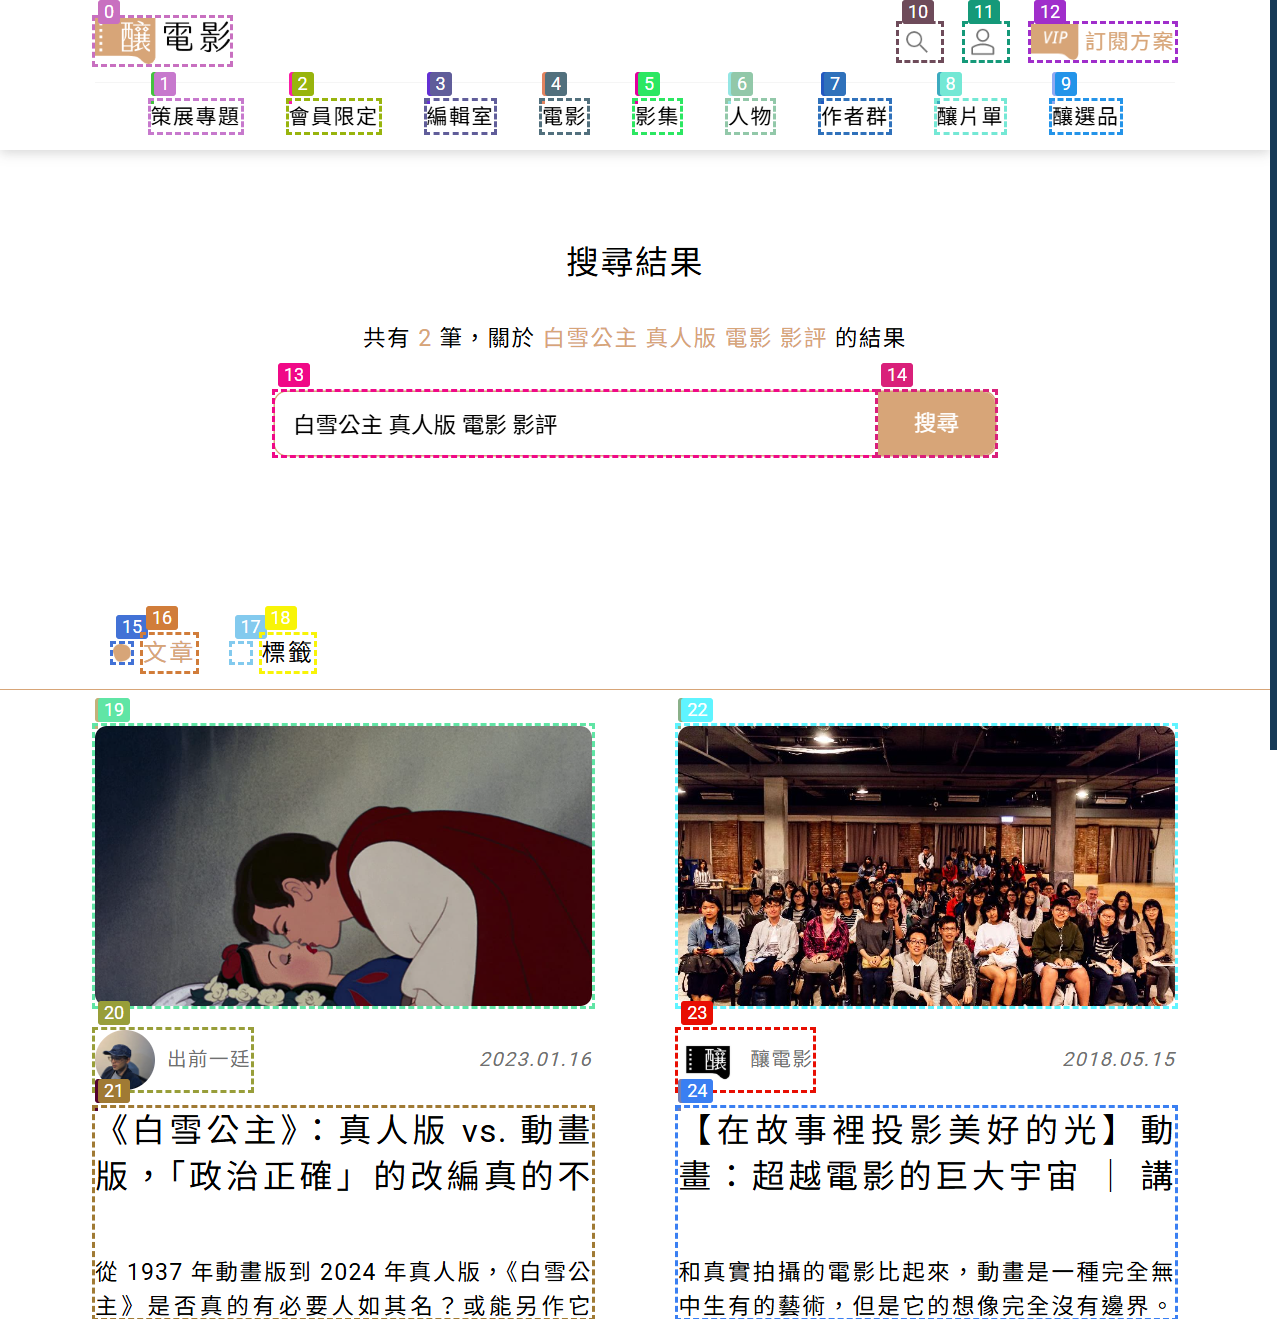 0
釀電影
10
11
12
VIP 訂閱方案
1
策展專題
2
會員限定
3
編輯室
4
電影
5
影集
6
人物
7
作者群
8
釀片單
9
釀選品
搜尋結果
共有 2 筆，關於 白雪公主 真人版 電影 影評 的結果
13
白雪公主 真人版 電影 影評
14
搜尋
15
16
文章
17
18
標籤
19
20
出前一廷
2023.01.16
21
《白雪公主》：真人版 vs. 動畫
版，「政治正確」的改編真的不
從 1937 年動畫版到 2024 年真人版，《白雪公
主》是否真的有必要人如其名？或能另作它
22
23
釀
釀電影
2018.05.15
24
【在故事裡投影美好的光】動
畫：超越電影的巨大宇宙 ｜ 講
和真實拍攝的電影比起來，動畫是一種完全無
中生有的藝術，但是它的想像完全沒有邊界。